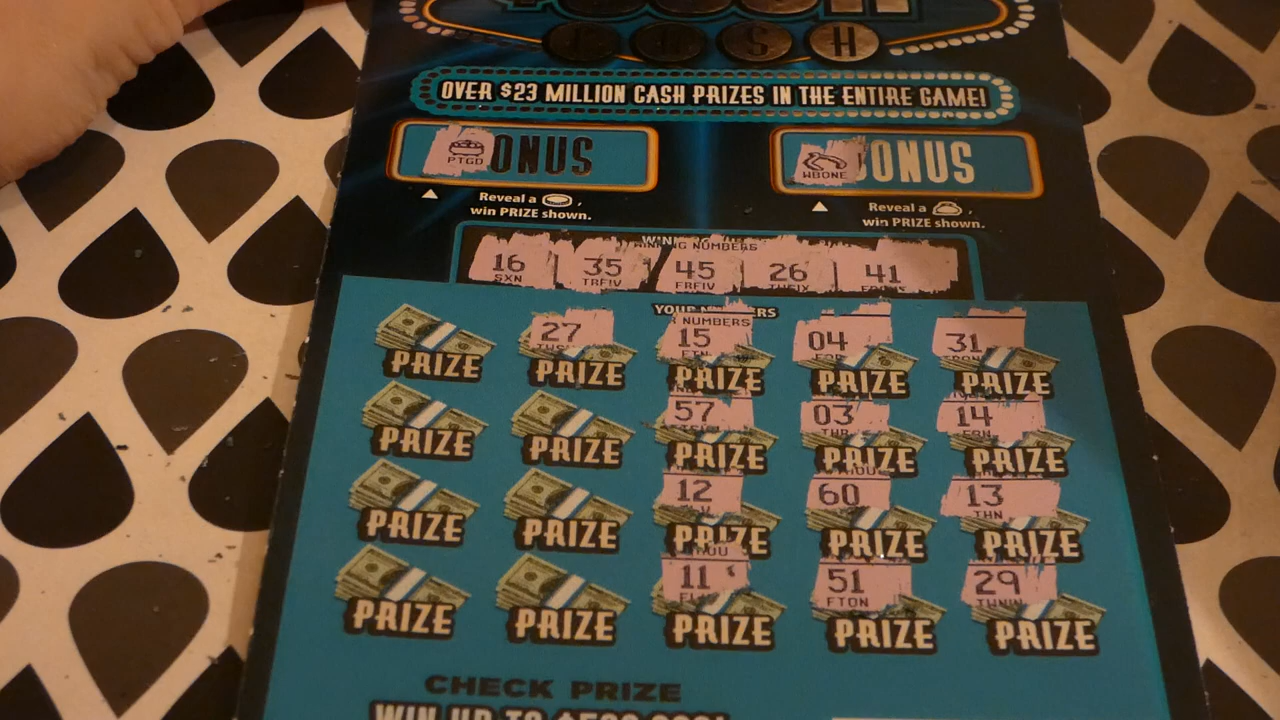 H S H
OVER $23 MILLION CASH PRIZES IN THE ENTIRE GAME!
PTGD ONUS
WBONE ONUS
Reveal a , win PRIZE shown.
Reveal a , win PRIZE shown.
16 35 45 26 41
SXN TRFIV FRFIV
27 15 04 31
PRIZE PRIZE PRIZE PRIZE PRIZE
57 03 14
PRIZE PRIZE PRIZE PRIZE PRIZE
12 60 13
THN
PRIZE PRIZE PRIZE PRIZE PRIZE
11 51 29
FTON
PRIZE PRIZE PRIZE PRIZE PRIZE
CHECK PRIZE
WIN UP TO